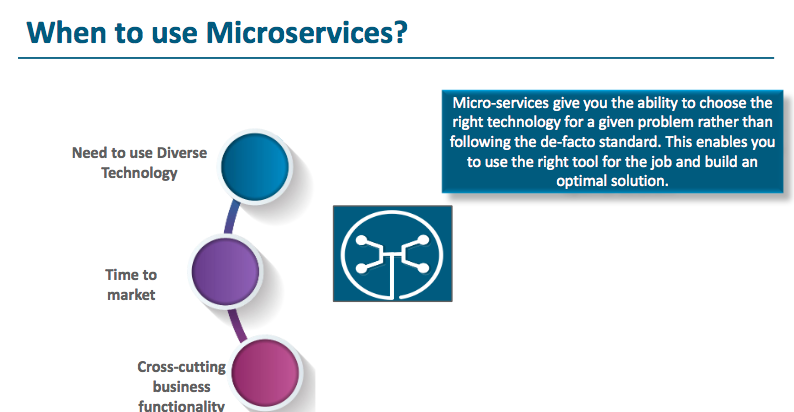 When to use Microservices?
Micro-services give you the ability to choose the
right technology for a given problem rather than
following the de-facto standard. This enables you
to use the right tool for the job and build an
optimal solution.
Need to use Diverse
Technology
Time to
market
Cross-cutting
business
functionality